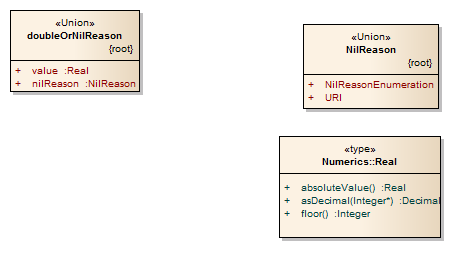 «Union»
doubleOrNilReason
{root}
+ value :Real
+ nilReason :NilReason
«Union»
NilReason
{root}
+ NilReasonEnumeration
+ URI
«type»
Numerics::Real
+ absoluteValue() :Real
+ asDecimal(Integer*) :Decimal
+ floor() :Integer